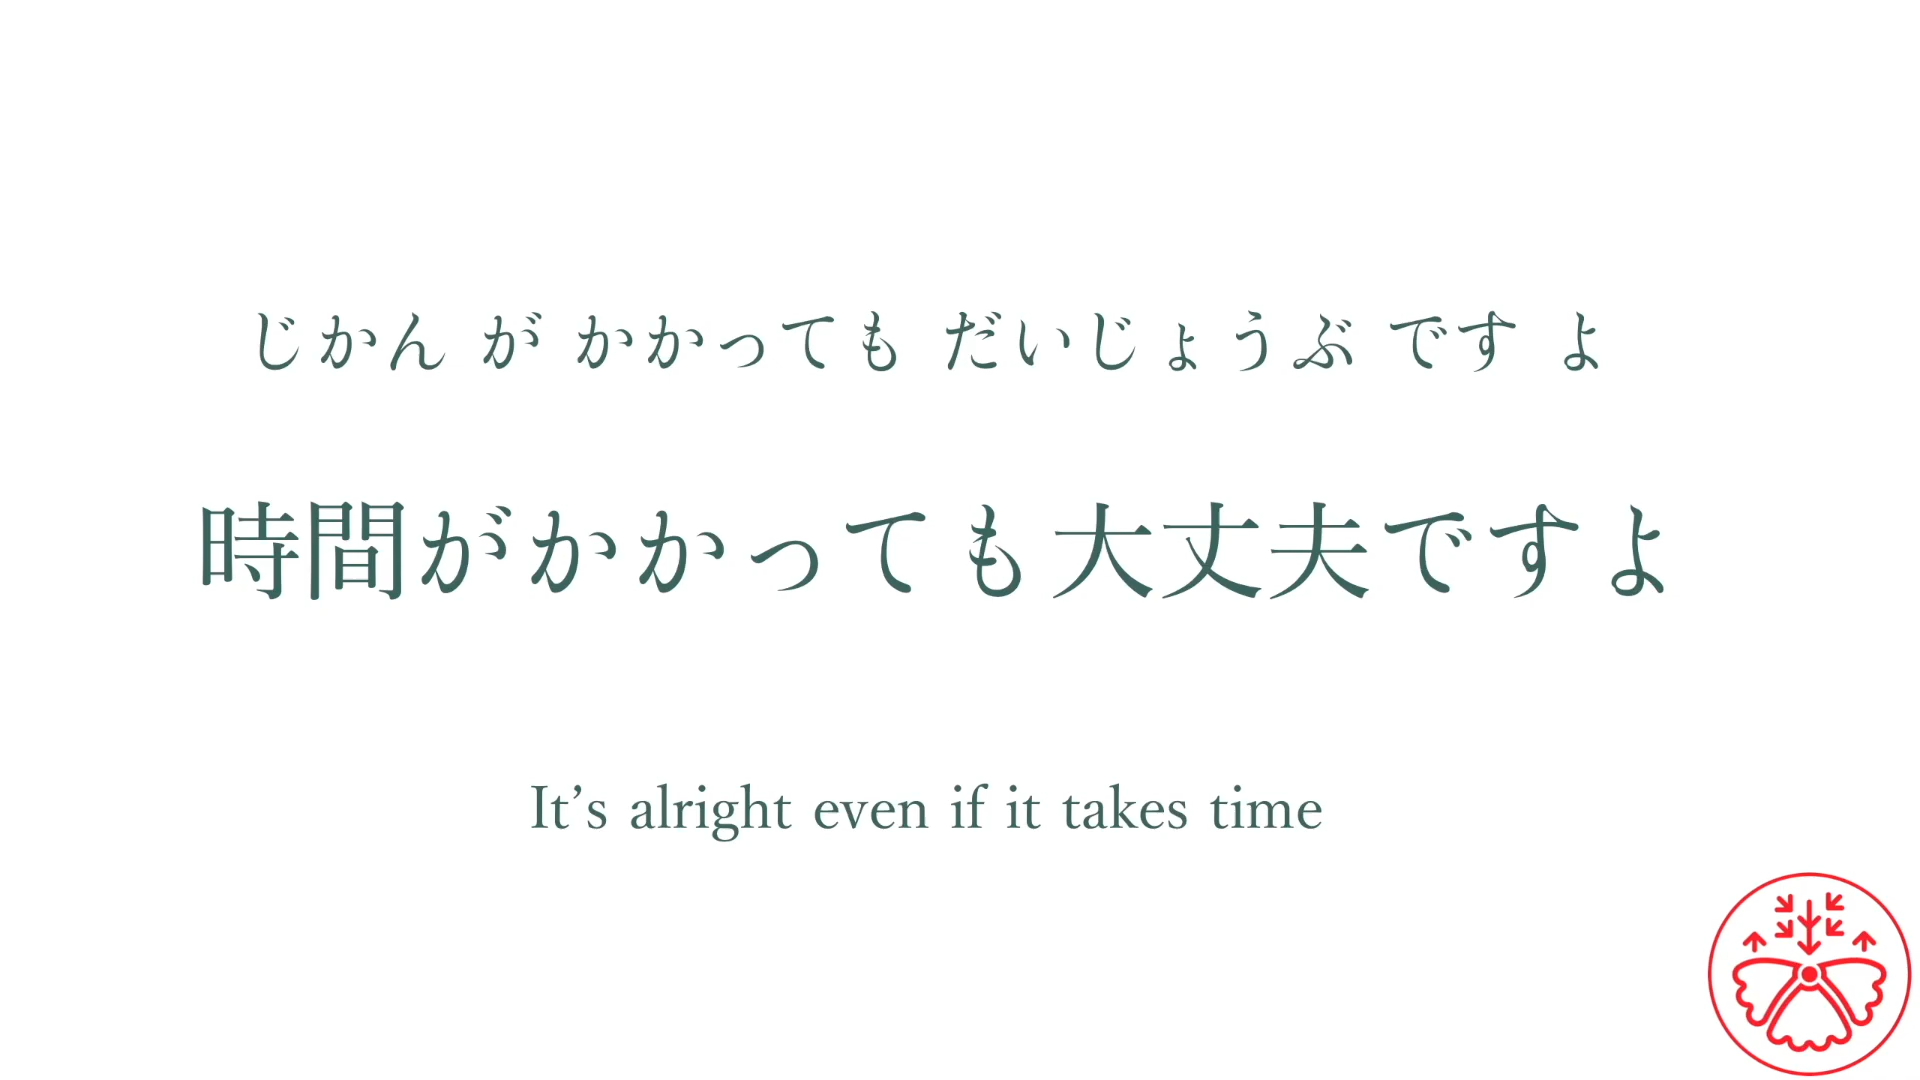 じかん が かかっても だいじょうぶ です よ
時間がかかっても大丈夫ですよ
It’s alright even if it takes time